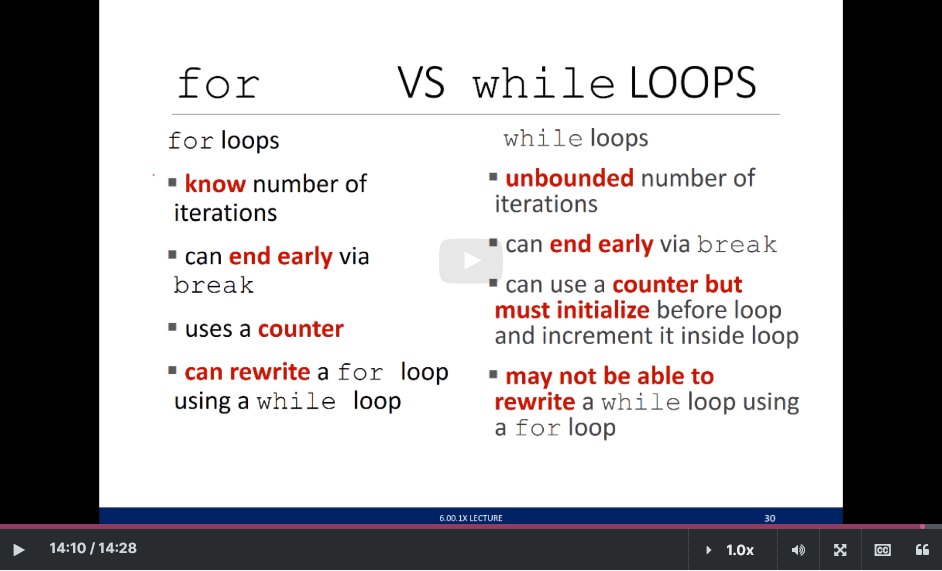 for VS while LOOPS
for loops
▪ know number of
iterations
▪ can end early via
break
▪ uses a counter
▪ can rewrite a for loop
using a while loop
while loops
▪ unbounded number of
iterations
▪ can end early via break
▪ can use a counter but
must initialize before loop
and increment it inside loop
▪ may not be able to
rewrite a while loop using
a for loop
6.00.1X LECTURE
30
14:10 / 14:28
1.0x
CC